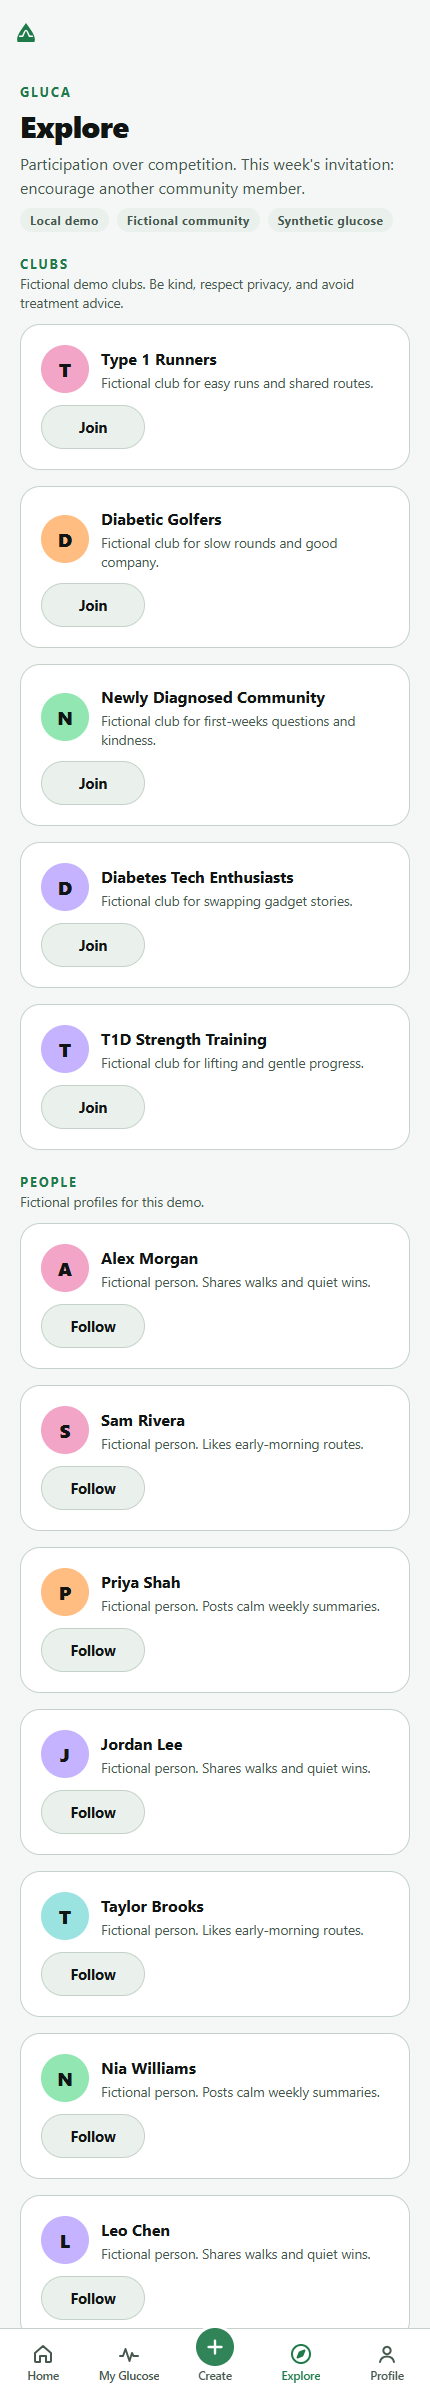 GLUCA
Explore
Participation over competition. This week's invitation:
encourage another community member.
Local demo
Fictional community
Synthetic glucose
CLUBS
Fictional demo clubs. Be kind, respect privacy, and avoid
treatment advice.
T
Type 1 Runners
Fictional club for easy runs and shared routes.
Join
D
Diabetic Golfers
Fictional club for slow rounds and good
company.
Join
N
Newly Diagnosed Community
Fictional club for first-weeks questions and
kindness.
Join
D
Diabetes Tech Enthusiasts
Fictional club for swapping gadget stories.
Join
T
T1D Strength Training
Fictional club for lifting and gentle progress.
Join
PEOPLE
Fictional profiles for this demo.
A
Alex Morgan
Fictional person. Shares walks and quiet wins.
Follow
S
Sam Rivera
Fictional person. Likes early-morning routes.
Follow
P
Priya Shah
Fictional person. Posts calm weekly summaries.
Follow
J
Jordan Lee
Fictional person. Shares walks and quiet wins.
Follow
T
Taylor Brooks
Fictional person. Likes early-morning routes.
Follow
N
Nia Williams
Fictional person. Posts calm weekly summaries.
Follow
L
Leo Chen
Fictional person. Shares walks and quiet wins.
Follow
Home
My Glucose
Create
Explore
Profile